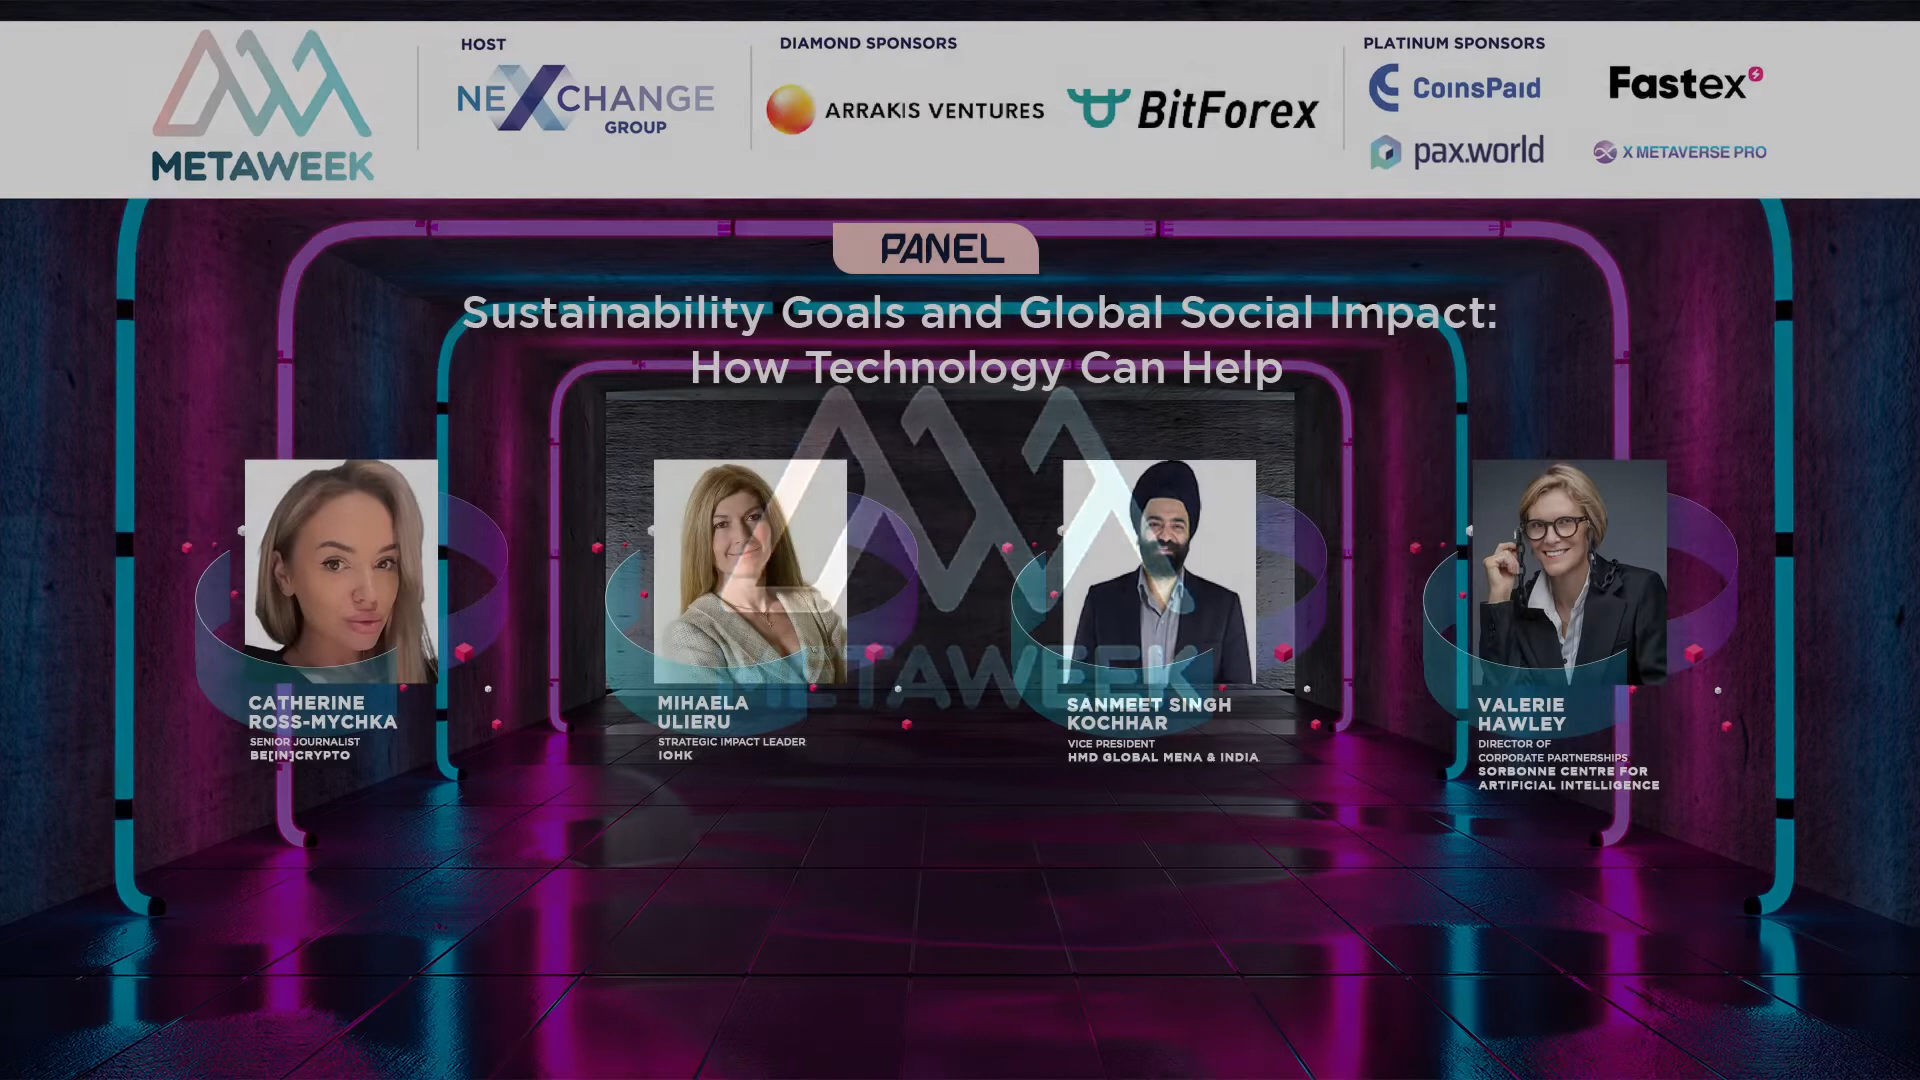 METAWEEK
HOST
NEXCHANGE
GROUP
DIAMOND SPONSORS
ARRAKIS VENTURES
BitForex
PLATINUM SPONSORS
CoinsPaid
Fastex
pax.world
X METAVERSE PRO
PANEL
Sustainability Goals and Global Social Impact:
How Technology Can Help
METAWEEK
CATHERINE
ROSS-MYCHKA
SENIOR JOURNALIST
BE[IN]CRYPTO
MIHAELA
ULIERU
STRATEGIC IMPACT LEADER
IOHK
SANMEET SINGH
KOCHHAR
VICE PRESIDENT
HMD GLOBAL MENA & INDIA
VALERIE
HAWLEY
DIRECTOR OF
CORPORATE PARTNERSHIPS
SORBONNE CENTRE FOR
ARTIFICIAL INTELLIGENCE